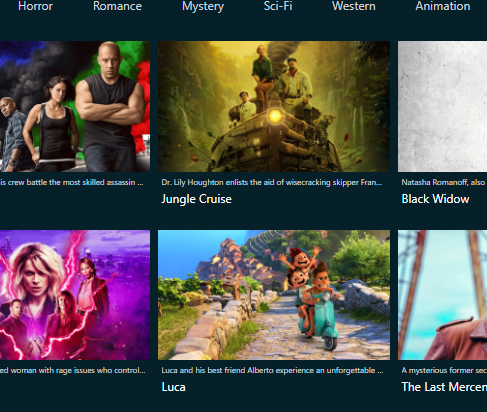 Horror Romance Mystery Sci-Fi Western Animation
is crew battle the most skilled assassin ...
Dr. Lily Houghton enlists the aid of wisecracking skipper Fran...
Natasha Romanoff, also
Jungle Cruise
Black Widow
ed woman with rage issues who control...
Luca and his best friend Alberto experience an unforgettable ...
A mysterious former sec
Luca
The Last Mercen